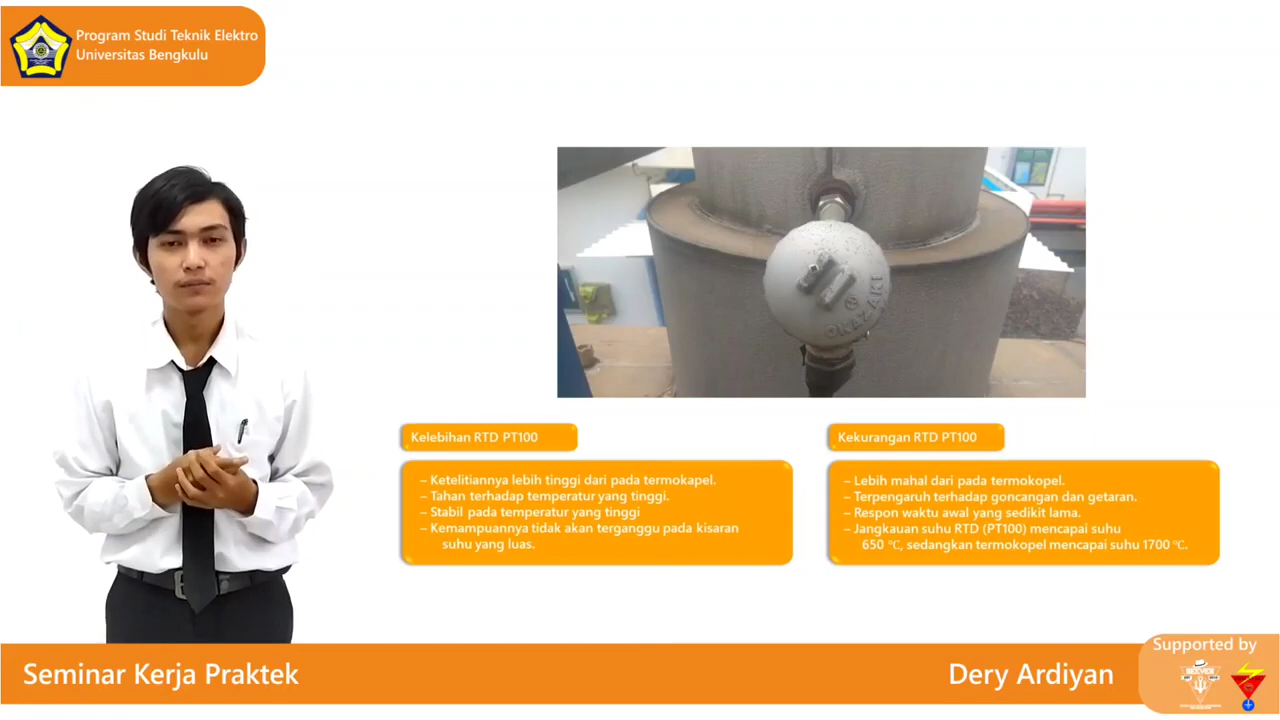 Program Studi Teknik Elektro
Universitas Bengkulu
OKAZAKI
Kelebihan RTD PT100
– Ketelitiannya lebih tinggi dari pada termokapel.
– Tahan terhadap temperatur yang tinggi.
– Stabil pada temperatur yang tinggi
– Kemampuannya tidak akan terganggu pada kisaran
suhu yang luas.
Kekurangan RTD PT100
– Lebih mahal dari pada termokopel.
– Terpengaruh terhadap goncangan dan getaran.
– Respon waktu awal yang sedikit lama.
– Jangkauan suhu RTD (PT100) mencapai suhu
650 °C, sedangkan termokopel mencapai suhu 1700 °C.
Seminar Kerja Praktek
Dery Ardiyan
Supported by